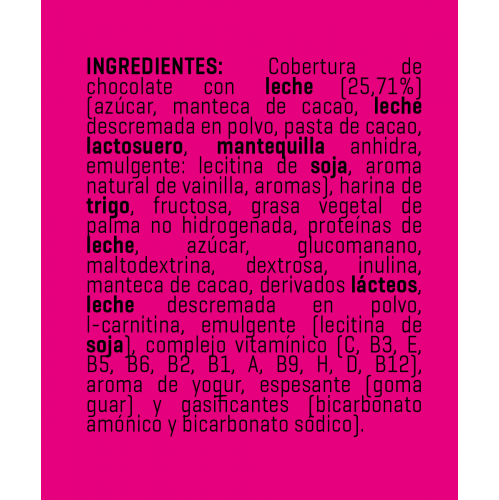 INGREDIENTES: Cobertura de
chocolate con leche (25,71%)
(azúcar, manteca de cacao, leche
descremada en polvo, pasta de cacao,
lactosuero, mantequilla anhidra,
emulgente: lecitina de soja, aroma
natural de vainilla, aromas), harina de
trigo, fructosa, grasa vegetal de
palma no hidrogenada, proteínas de
leche, azúcar, glucomanano,
maltodextrina, dextrosa, inulina,
manteca de cacao, derivados lácteos,
leche descremada en polvo,
l-carnitina, emulgente (lecitina de
soja), complejo vitamínico (C, B3, E,
B5, B6, B2, B1, A, B9, H, D, B12),
aroma de yogur, espesante (goma
guar) y gasificantes (bicarbonato
amónico y bicarbonato sódico).